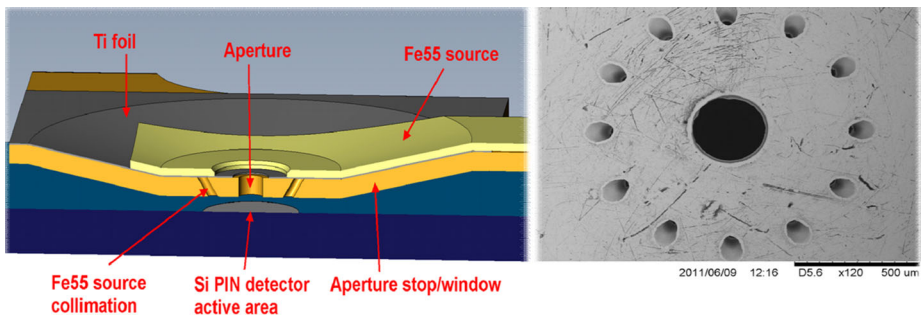 Ti foil
Aperture
Fe55 source
Fe55 source
collimation
Si PIN detector
active area
Aperture stop/window
2011/06/09 12:16 D5.6 x120 500 um